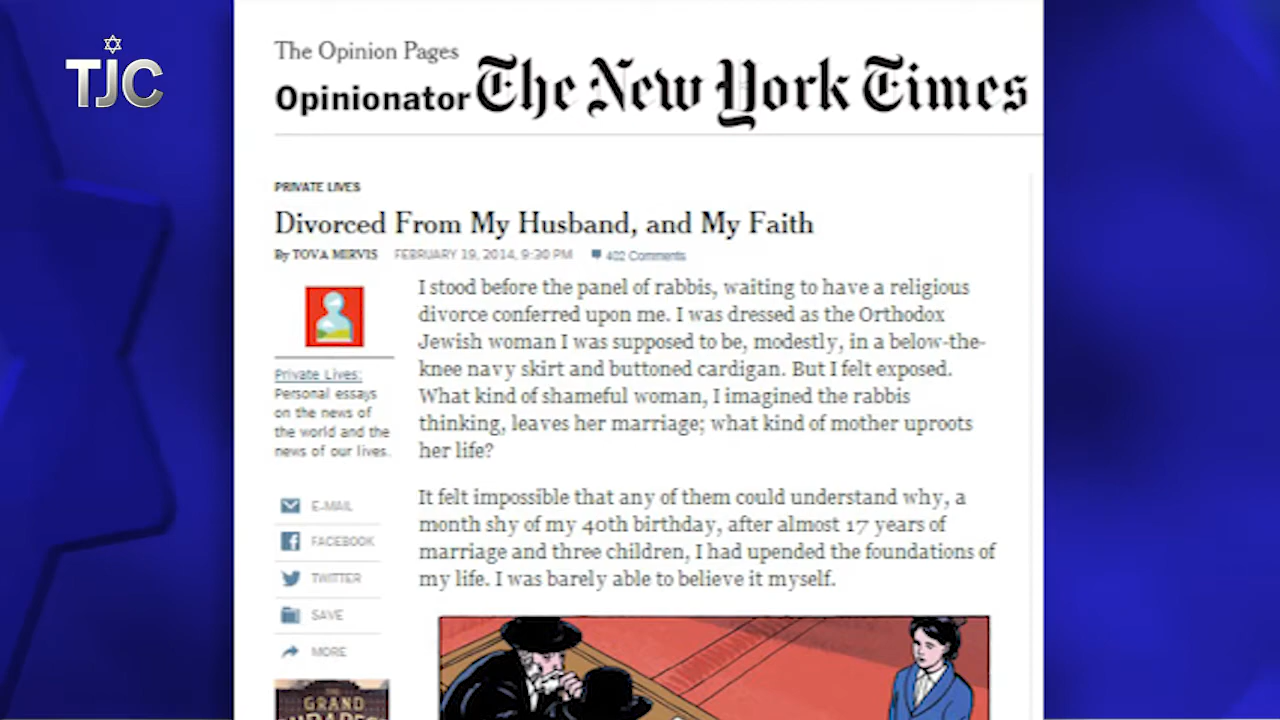 TJC
The Opinion Pages
Opinionator The New York Times
PRIVATE LIVES
Divorced From My Husband, and My Faith
By TOVA MIRVIS FEBRUARY 19, 2014, 9:30 PM 402 Comments
I stood before the panel of rabbis, waiting to have a religious
divorce conferred upon me. I was dressed as the Orthodox
Jewish woman I was supposed to be, modestly, in a below-the-
knee navy skirt and buttoned cardigan. But I felt exposed.
What kind of shameful woman, I imagined the rabbis
thinking, leaves her marriage; what kind of mother uproots
her life?
Private Lives:
Personal essays
on the news of
the world and the
news of our lives.
It felt impossible that any of them could understand why, a
month shy of my 40th birthday, after almost 17 years of
marriage and three children, I had upended the foundations of
my life. I was barely able to believe it myself.
E-MAIL
FACEBOOK
TWITTER
SAVE
MORE
THE
GRAND